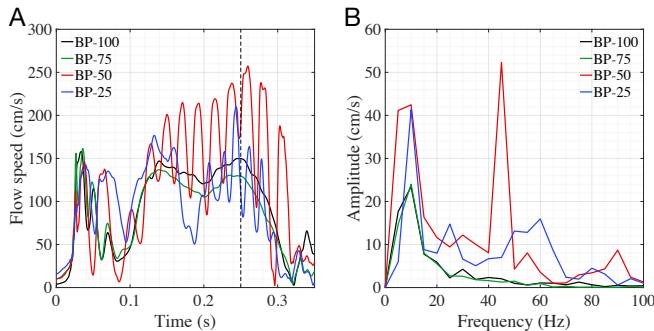 A
BP-100
BP-75
BP-50
BP-25
Flow speed (cm/s)
300
250
200
150
100
50
0
0 0.1 0.2 0.3
Time (s)
B
BP-100
BP-75
BP-50
BP-25
Amplitude (cm/s)
60
50
40
30
20
10
0
0 20 40 60 80 100
Frequency (Hz)